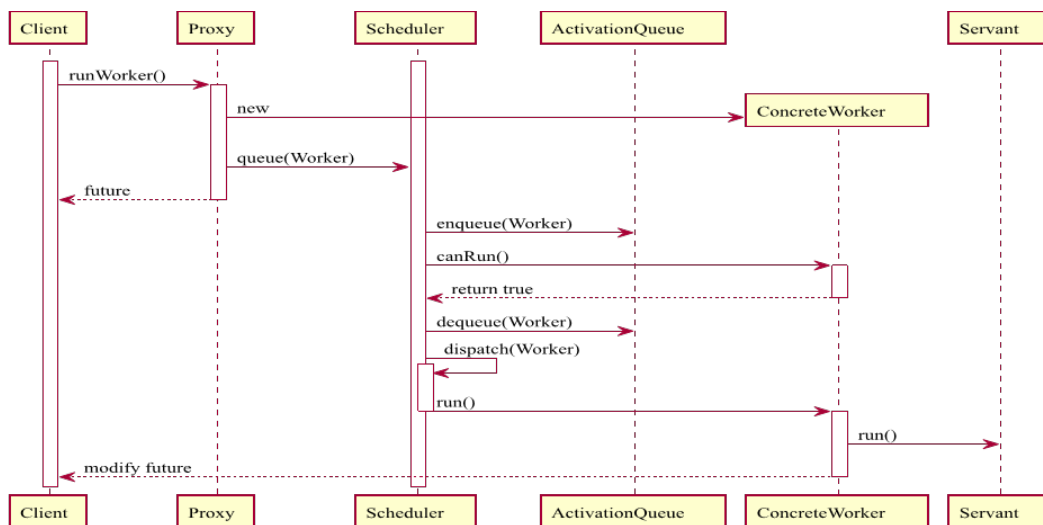 Client Proxy Scheduler ActivationQueue Servant
runWorker()
new
ConcreteWorker
queue(Worker)
future
enqueue(Worker)
canRun()
return true
dequeue(Worker)
dispatch(Worker)
run()
run()
modify future
Client Proxy Scheduler ActivationQueue ConcreteWorker Servant